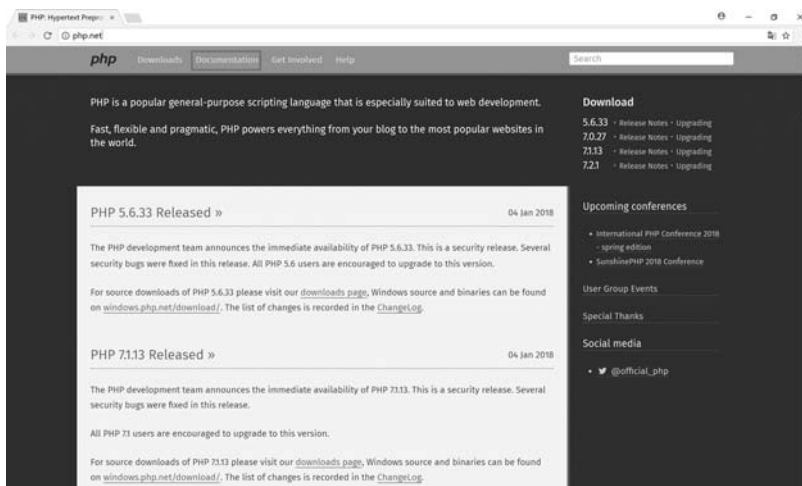 PHP: Hypertext Prepro
php.net
php Downloads Documentation Get Involved Help
Search
PHP is a popular general-purpose scripting language that is especially suited to web development.
Fast, flexible and pragmatic, PHP powers everything from your blog to the most popular websites in
the world.
PHP 5.6.33 Released »
04 Jan 2018
The PHP development team announces the immediate availability of PHP 5.6.33. This is a security release. Several
security bugs were fixed in this release. All PHP 5.6 users are encouraged to upgrade to this version.
For source downloads of PHP 5.6.33 please visit our downloads page, Windows source and binaries can be found
on windows.php.net/download/. The list of changes is recorded in the ChangeLog.
PHP 7.1.13 Released »
04 Jan 2018
The PHP development team announces the immediate availability of PHP 7.1.13. This is a security release. Several
security bugs were fixed in this release.
All PHP 7.1 users are encouraged to upgrade to this version.
For source downloads of PHP 7.1.13 please visit our downloads page, Windows source and binaries can be found
on windows.php.net/download/. The list of changes is recorded in the ChangeLog.
Download
5.6.33 · Release Notes · Upgrading
7.0.27 · Release Notes · Upgrading
7.1.13 · Release Notes · Upgrading
7.2.1 · Release Notes · Upgrading
Upcoming conferences
• International PHP Conference 2018
- spring edition
• SunshinePHP 2018 Conference
User Group Events
Special Thanks
Social media
• @official_php